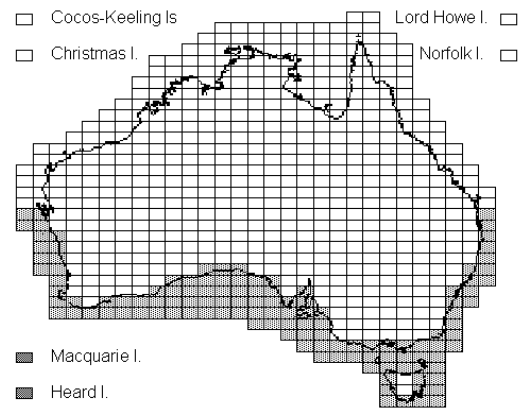 Cocos-Keeling Is
Lord Howe I.
Christmas I.
Norfolk I.
Macquarie I.
Heard I.